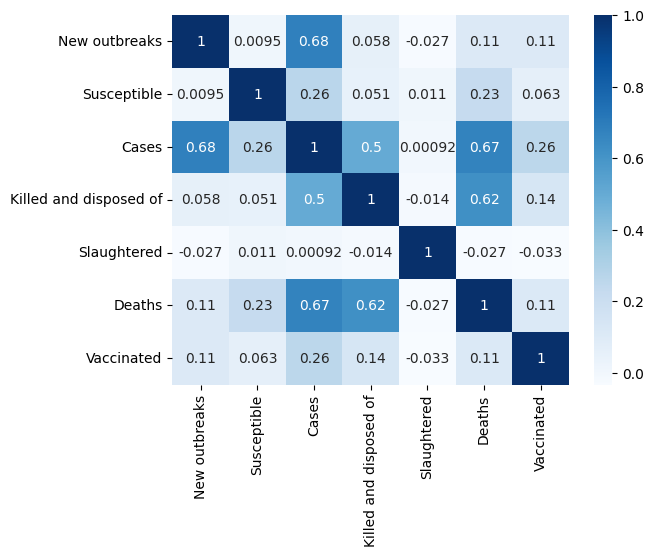 New outbreaks 1 0.0095 0.68 0.058 -0.027 0.11 0.11
Susceptible 0.0095 1 0.26 0.051 0.011 0.23 0.063
Cases 0.68 0.26 1 0.5 0.00092 0.67 0.26
Killed and disposed of 0.058 0.051 0.5 1 -0.014 0.62 0.14
Slaughtered -0.027 0.011 0.00092 -0.014 1 -0.027 -0.033
Deaths 0.11 0.23 0.67 0.62 -0.027 1 0.11
Vaccinated 0.11 0.063 0.26 0.14 -0.033 0.11 1
New outbreaks
Susceptible
Cases
Killed and disposed of
Slaughtered
Deaths
Vaccinated
1.0
0.8
0.6
0.4
0.2
0.0